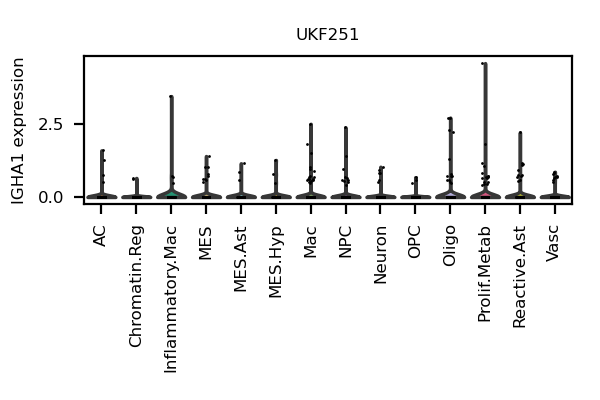 UKF251
IGHA1 expression
2.5
0.0
AC
Chromatin.Reg
Inflammatory.Mac
MES
MES.Ast
MES.Hyp
Mac
NPC
Neuron
OPC
Oligo
Prolif.Metab
Reactive.Ast
Vasc